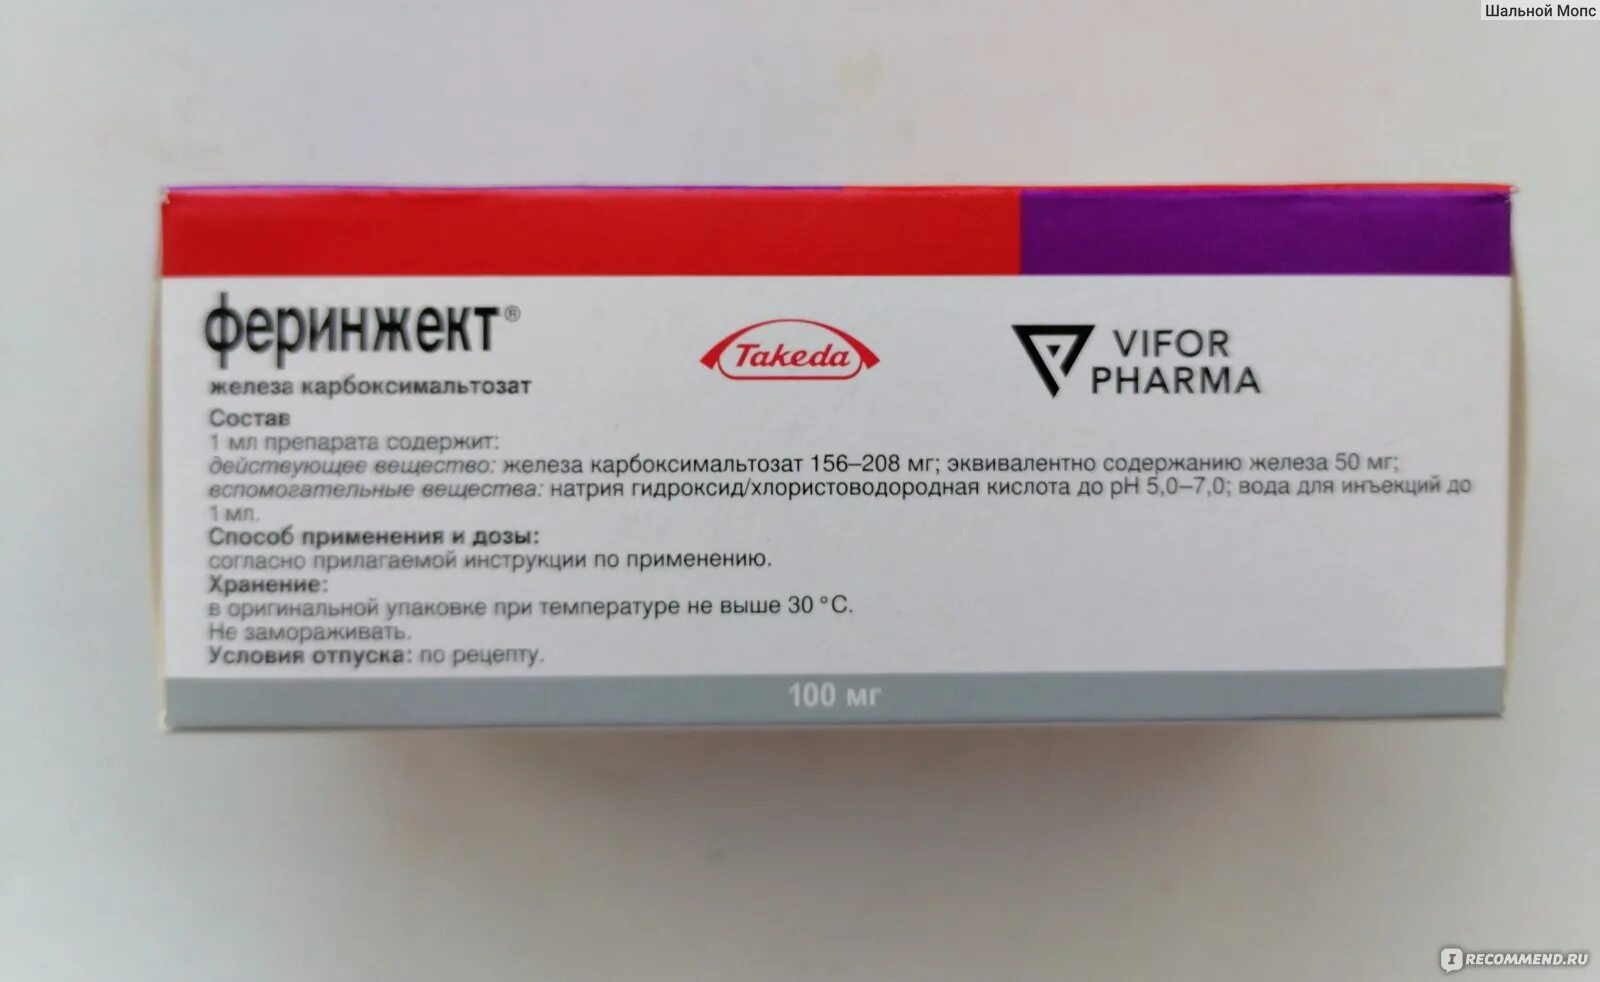 Шальной Мопс
феринжект®
железа карбоксимальтозат
Takeda
VIFOR
PHARMA
Состав
1 мл препарата содержит:
действующее вещество: железа карбоксимальтозат 156–208 мг; эквивалентно содержанию железа 50 мг;
вспомогательные вещества: натрия гидроксид/хлористоводородная кислота до pH 5,0–7,0; вода для инъекций до
1 мл.
Способ применения и дозы:
согласно прилагаемой инструкции по применению.
Хранение:
в оригинальной упаковке при температуре не выше 30 °C.
Не замораживать.
Условия отпуска: по рецепту.
100 мг
IRECOMMEND.RU